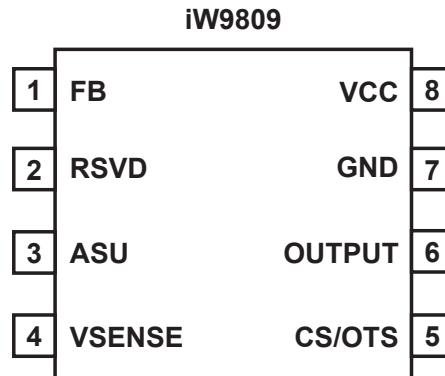 iW9809
1 FB VCC 8
2 RSVD GND 7
3 ASU OUTPUT 6
4 VSENSE CS/OTS 5